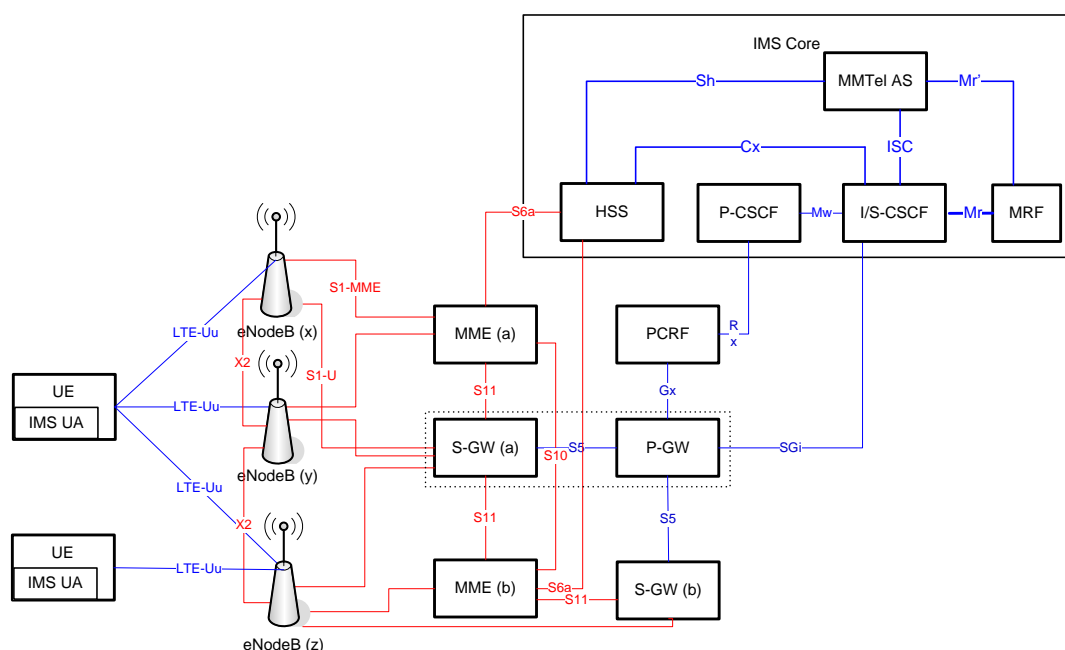 IMS Core
MMTel AS
Sh
Mr'
Cx
ISC
HSS
P-CSCF
Mw
I/S-CSCF
Mr
MRF
S6a
S1-MME
eNodeB (x)
LTE-Uu
MME (a)
PCRF
R
x
X2
S1-U
S11
Gx
UE
IMS UA
LTE-Uu
S-GW (a)
S5
P-GW
SGi
S10
eNodeB (y)
LTE-Uu
X2
S11
S5
UE
IMS UA
LTE-Uu
MME (b)
S6a
S11
S-GW (b)
eNodeB (z)